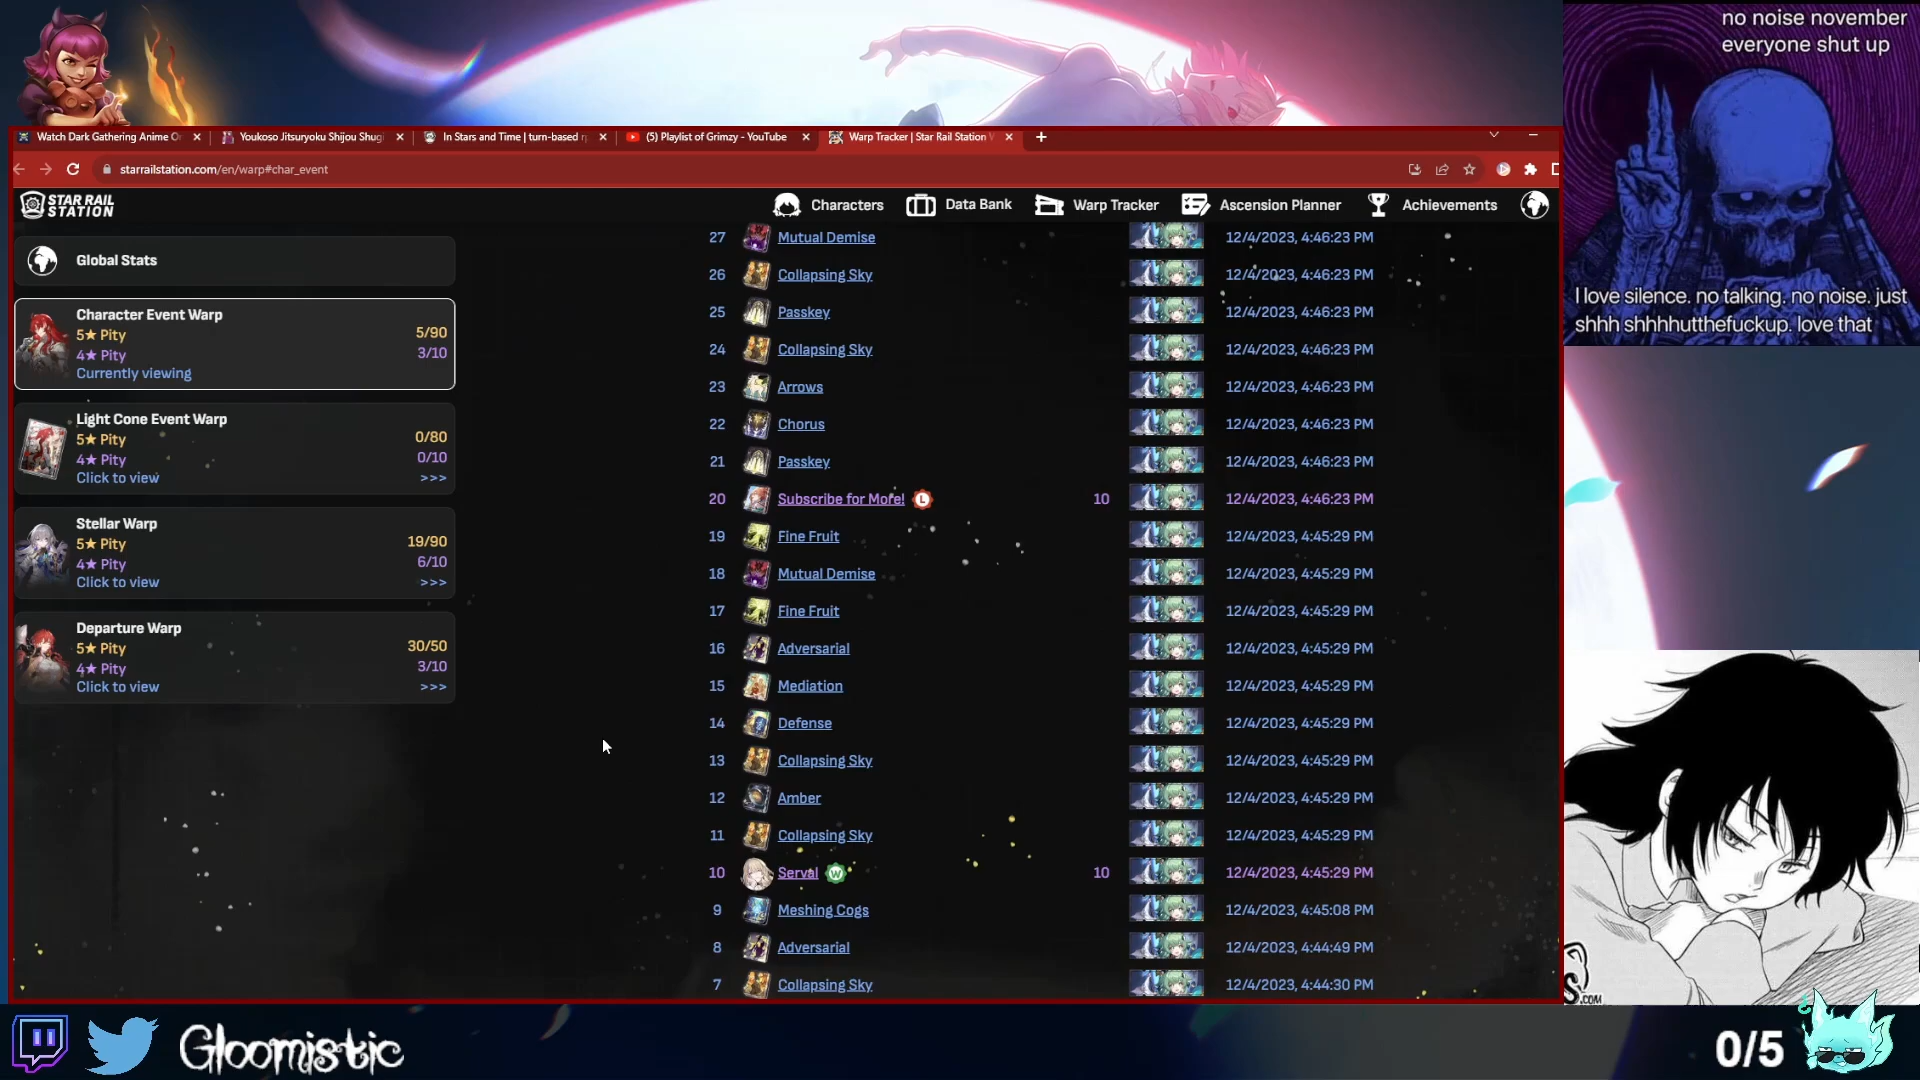 no noise november
everyone shut up
I love silence. no talking. no noise. just
shhh shhhhutthefuckup. love that
Watch Dark Gathering Anime O
Youkoso Jitsuryoku Shijou Shugi
In Stars and Time | turn-based r
(5) Playlist of Grimzy - YouTube
Warp Tracker | Star Rail Station
starrailstation.com/en/warp#char_event
STAR RAIL
STATION
Characters
Data Bank
Warp Tracker
Ascension Planner
Achievements
Global Stats
Character Event Warp
5★ Pity 5/90
4★ Pity 3/10
Currently viewing
Light Cone Event Warp
5★ Pity 0/80
4★ Pity 0/10
Click to view >>>
Stellar Warp
5★ Pity 19/90
4★ Pity 6/10
Click to view >>>
Departure Warp
5★ Pity 30/50
4★ Pity 3/10
Click to view >>>
27 Mutual Demise 12/4/2023, 4:46:23 PM
26 Collapsing Sky 12/4/2023, 4:46:23 PM
25 Passkey 12/4/2023, 4:46:23 PM
24 Collapsing Sky 12/4/2023, 4:46:23 PM
23 Arrows 12/4/2023, 4:46:23 PM
22 Chorus 12/4/2023, 4:46:23 PM
21 Passkey 12/4/2023, 4:46:23 PM
20 Subscribe for More! L 10 12/4/2023, 4:46:23 PM
19 Fine Fruit 12/4/2023, 4:45:29 PM
18 Mutual Demise 12/4/2023, 4:45:29 PM
17 Fine Fruit 12/4/2023, 4:45:29 PM
16 Adversarial 12/4/2023, 4:45:29 PM
15 Mediation 12/4/2023, 4:45:29 PM
14 Defense 12/4/2023, 4:45:29 PM
13 Collapsing Sky 12/4/2023, 4:45:29 PM
12 Amber 12/4/2023, 4:45:29 PM
11 Collapsing Sky 12/4/2023, 4:45:29 PM
10 Serval W 10 12/4/2023, 4:45:29 PM
9 Meshing Cogs 12/4/2023, 4:45:08 PM
8 Adversarial 12/4/2023, 4:44:49 PM
7 Collapsing Sky 12/4/2023, 4:44:30 PM
Gloomistic
0/5